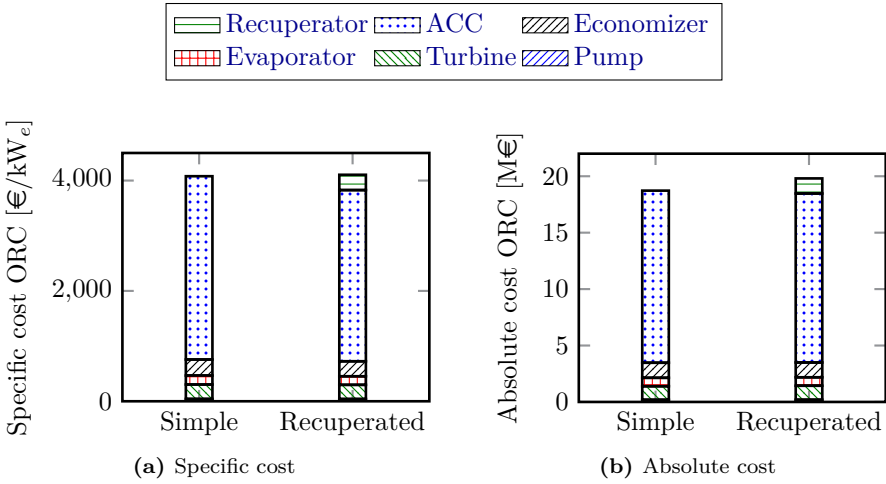 Recuperator ACC Economizer
Evaporator Turbine Pump
Specific cost ORC [€/kWe]
4,000
2,000
0
Simple Recuperated
(a) Specific cost
Absolute cost ORC [M€]
20
15
10
5
0
Simple Recuperated
(b) Absolute cost